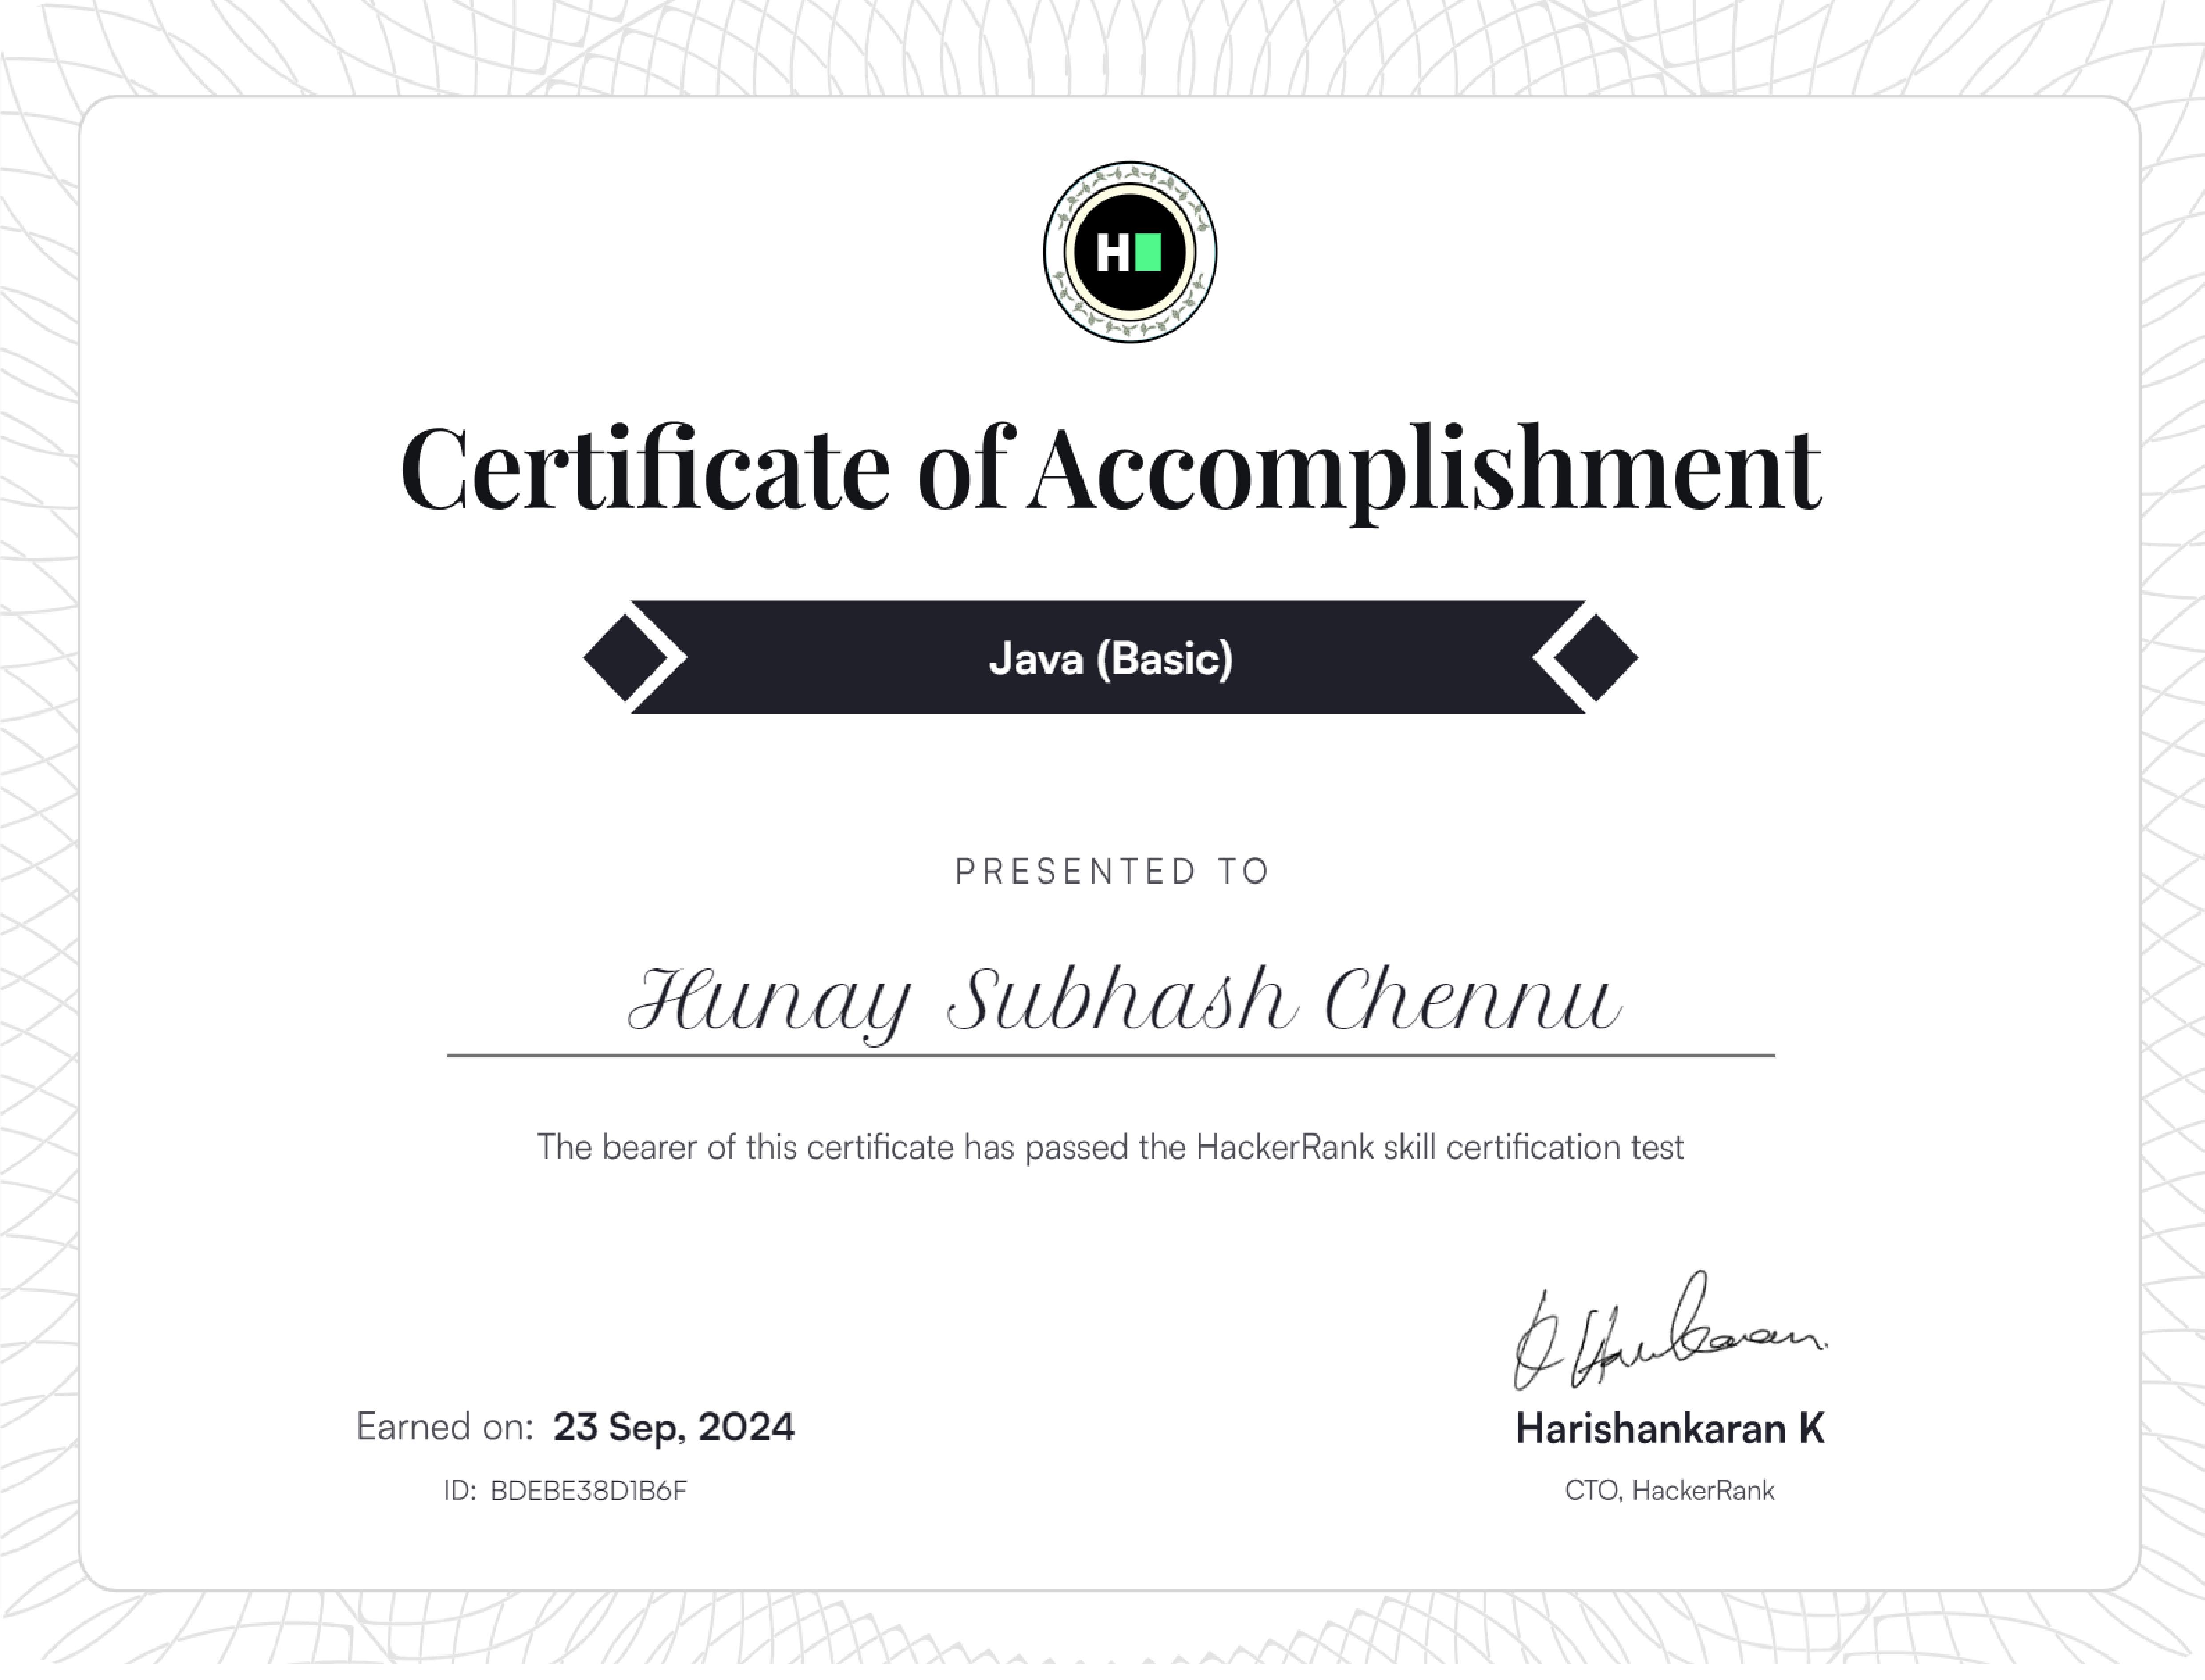 H
Certificate of Accomplishment
Java (Basic)
PRESENTED TO
Hunay Subhash Chennu
The bearer of this certificate has passed the HackerRank skill certification test
Earned on: 23 Sep, 2024
ID: BDEBE38D1B6F
Harishankaran K
CTO, HackerRank